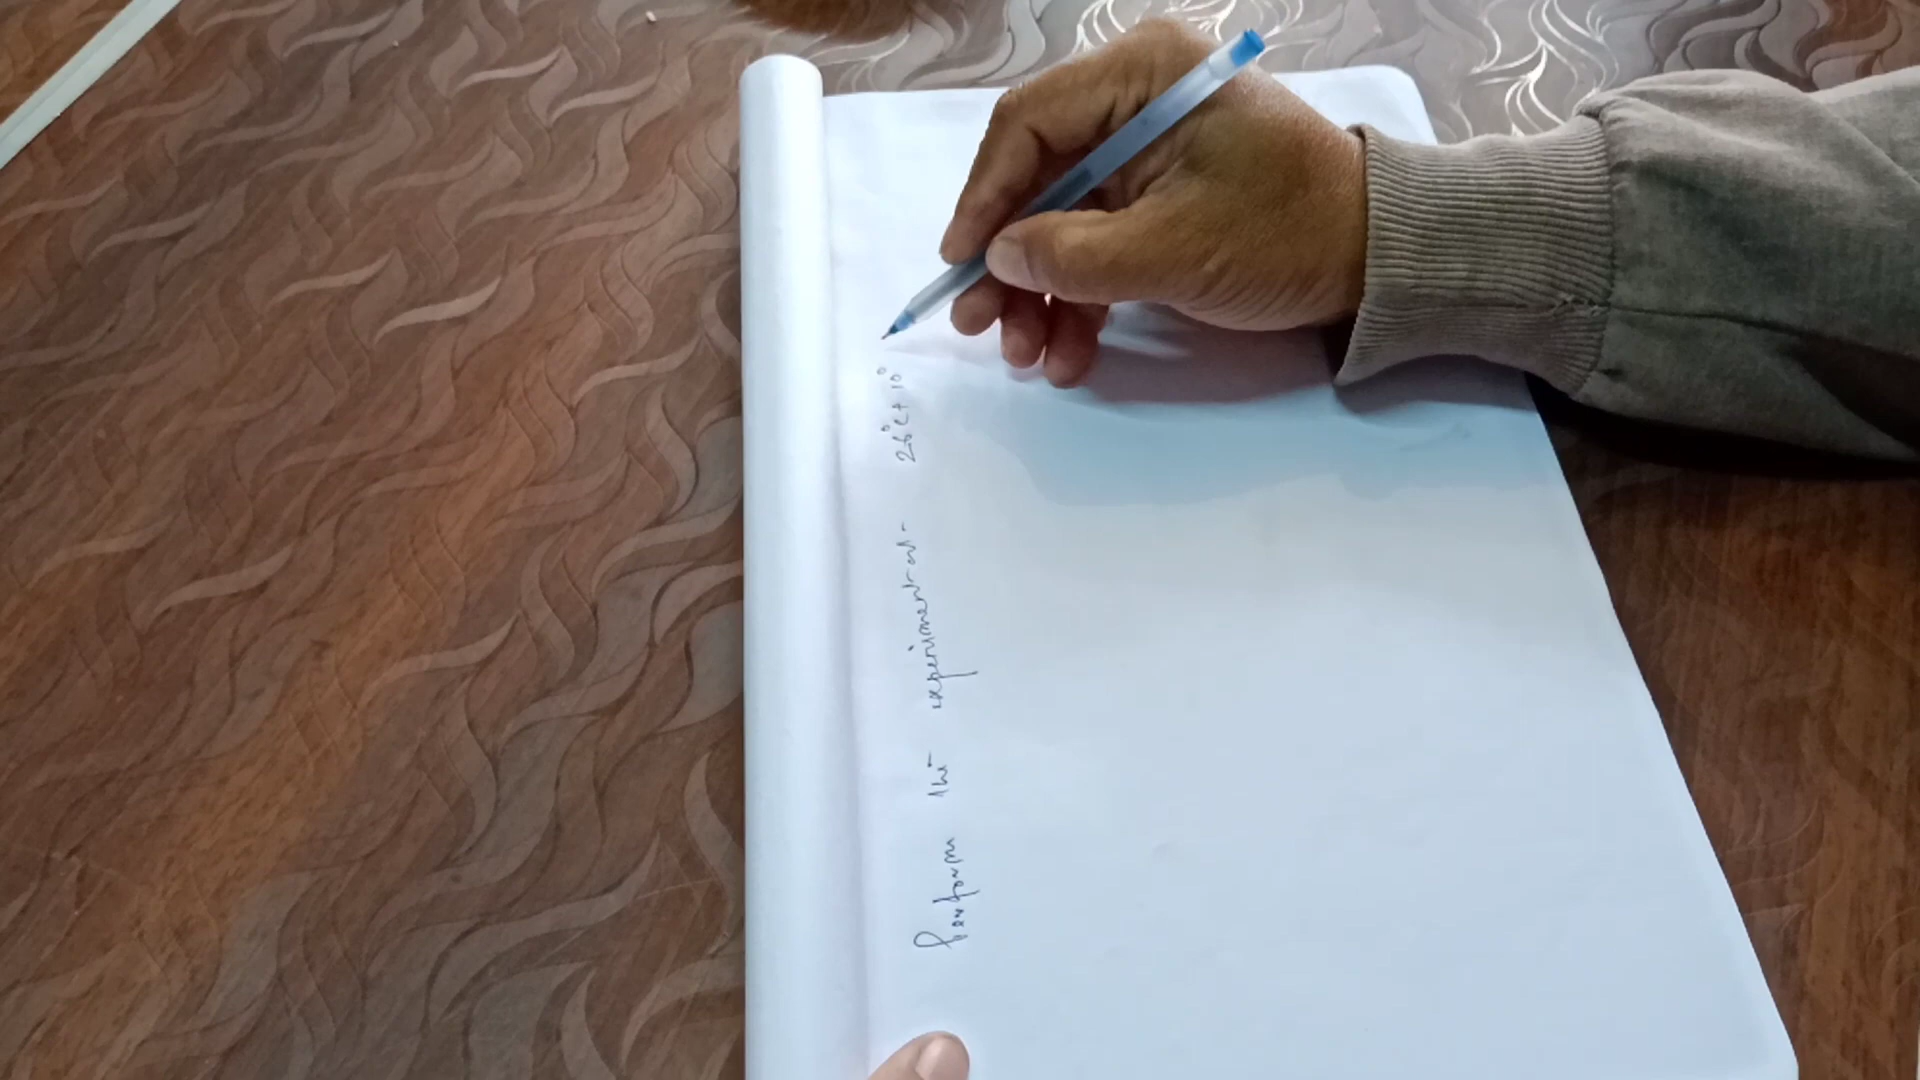 Perform the experiment at - 26°C + 10°